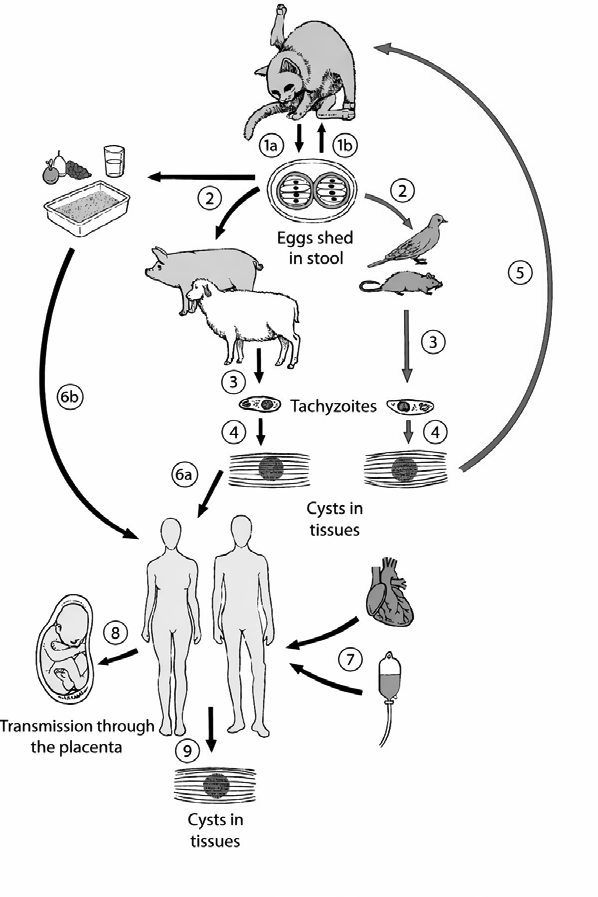 1a
1b
2
2
Eggs shed
in stool
5
3
3
Tachyzoites
6b
4
4
6a
Cysts in
tissues
8
7
Transmission through
the placenta
9
Cysts in
tissues